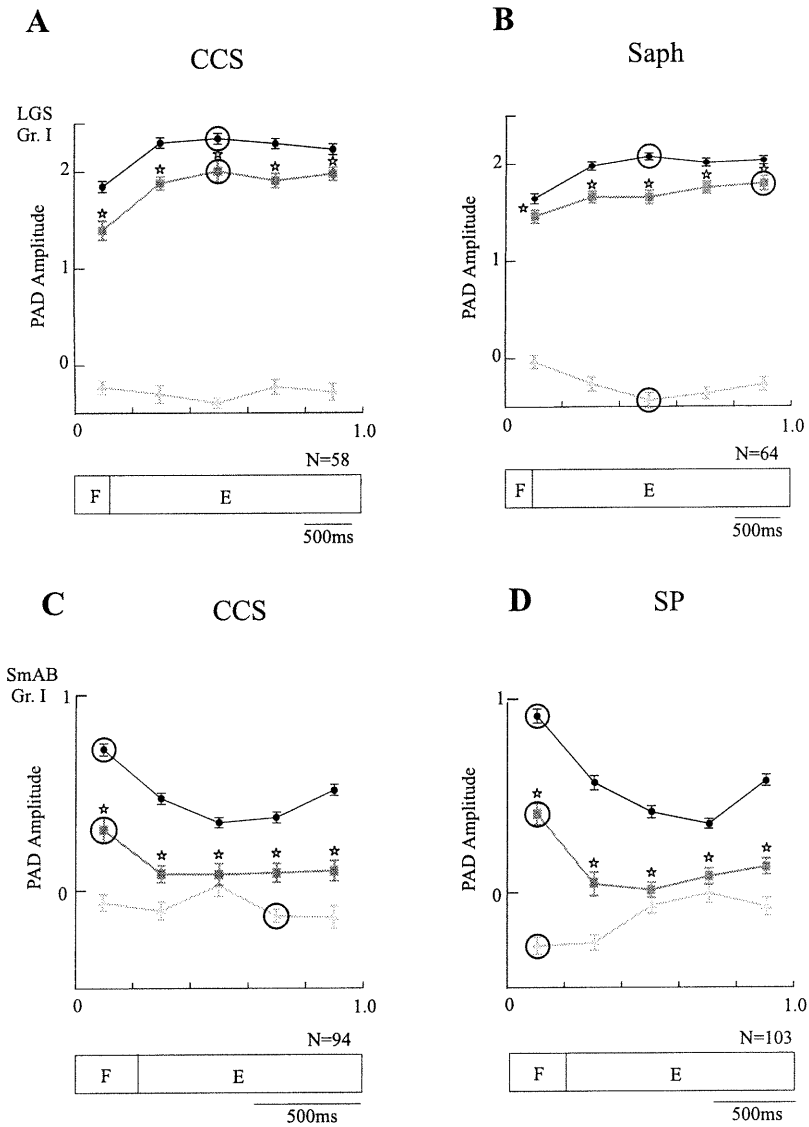 A
CCS
LGS
Gr. I
PAD Amplitude
2
1
0
0
1.0
N=58
F
E
500ms
B
Saph
PAD Amplitude
2
1
0
0
1.0
N=64
F
E
500ms
C
CCS
SmAB
Gr. I
PAD Amplitude
1
0
0
1.0
N=94
F
E
500ms
D
SP
PAD Amplitude
1
0
0
1.0
N=103
F
E
500ms